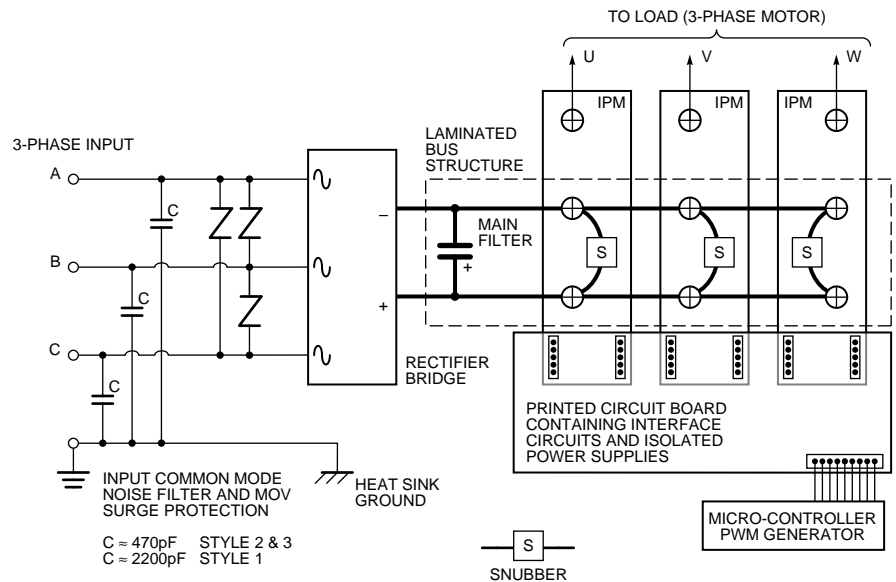 TO LOAD (3-PHASE MOTOR)
U
V
W
IPM
IPM
IPM
3-PHASE INPUT
LAMINATED
BUS
STRUCTURE
A
C
–
MAIN
FILTER
+
S
S
S
B
C
+
C
C
RECTIFIER
BRIDGE
PRINTED CIRCUIT BOARD
CONTAINING INTERFACE
CIRCUITS AND ISOLATED
POWER SUPPLIES
INPUT COMMON MODE
NOISE FILTER AND MOV
SURGE PROTECTION
HEAT SINK
GROUND
C ≈ 470pF STYLE 2 & 3
C ≈ 2200pF STYLE 1
MICRO-CONTROLLER
PWM GENERATOR
S
SNUBBER